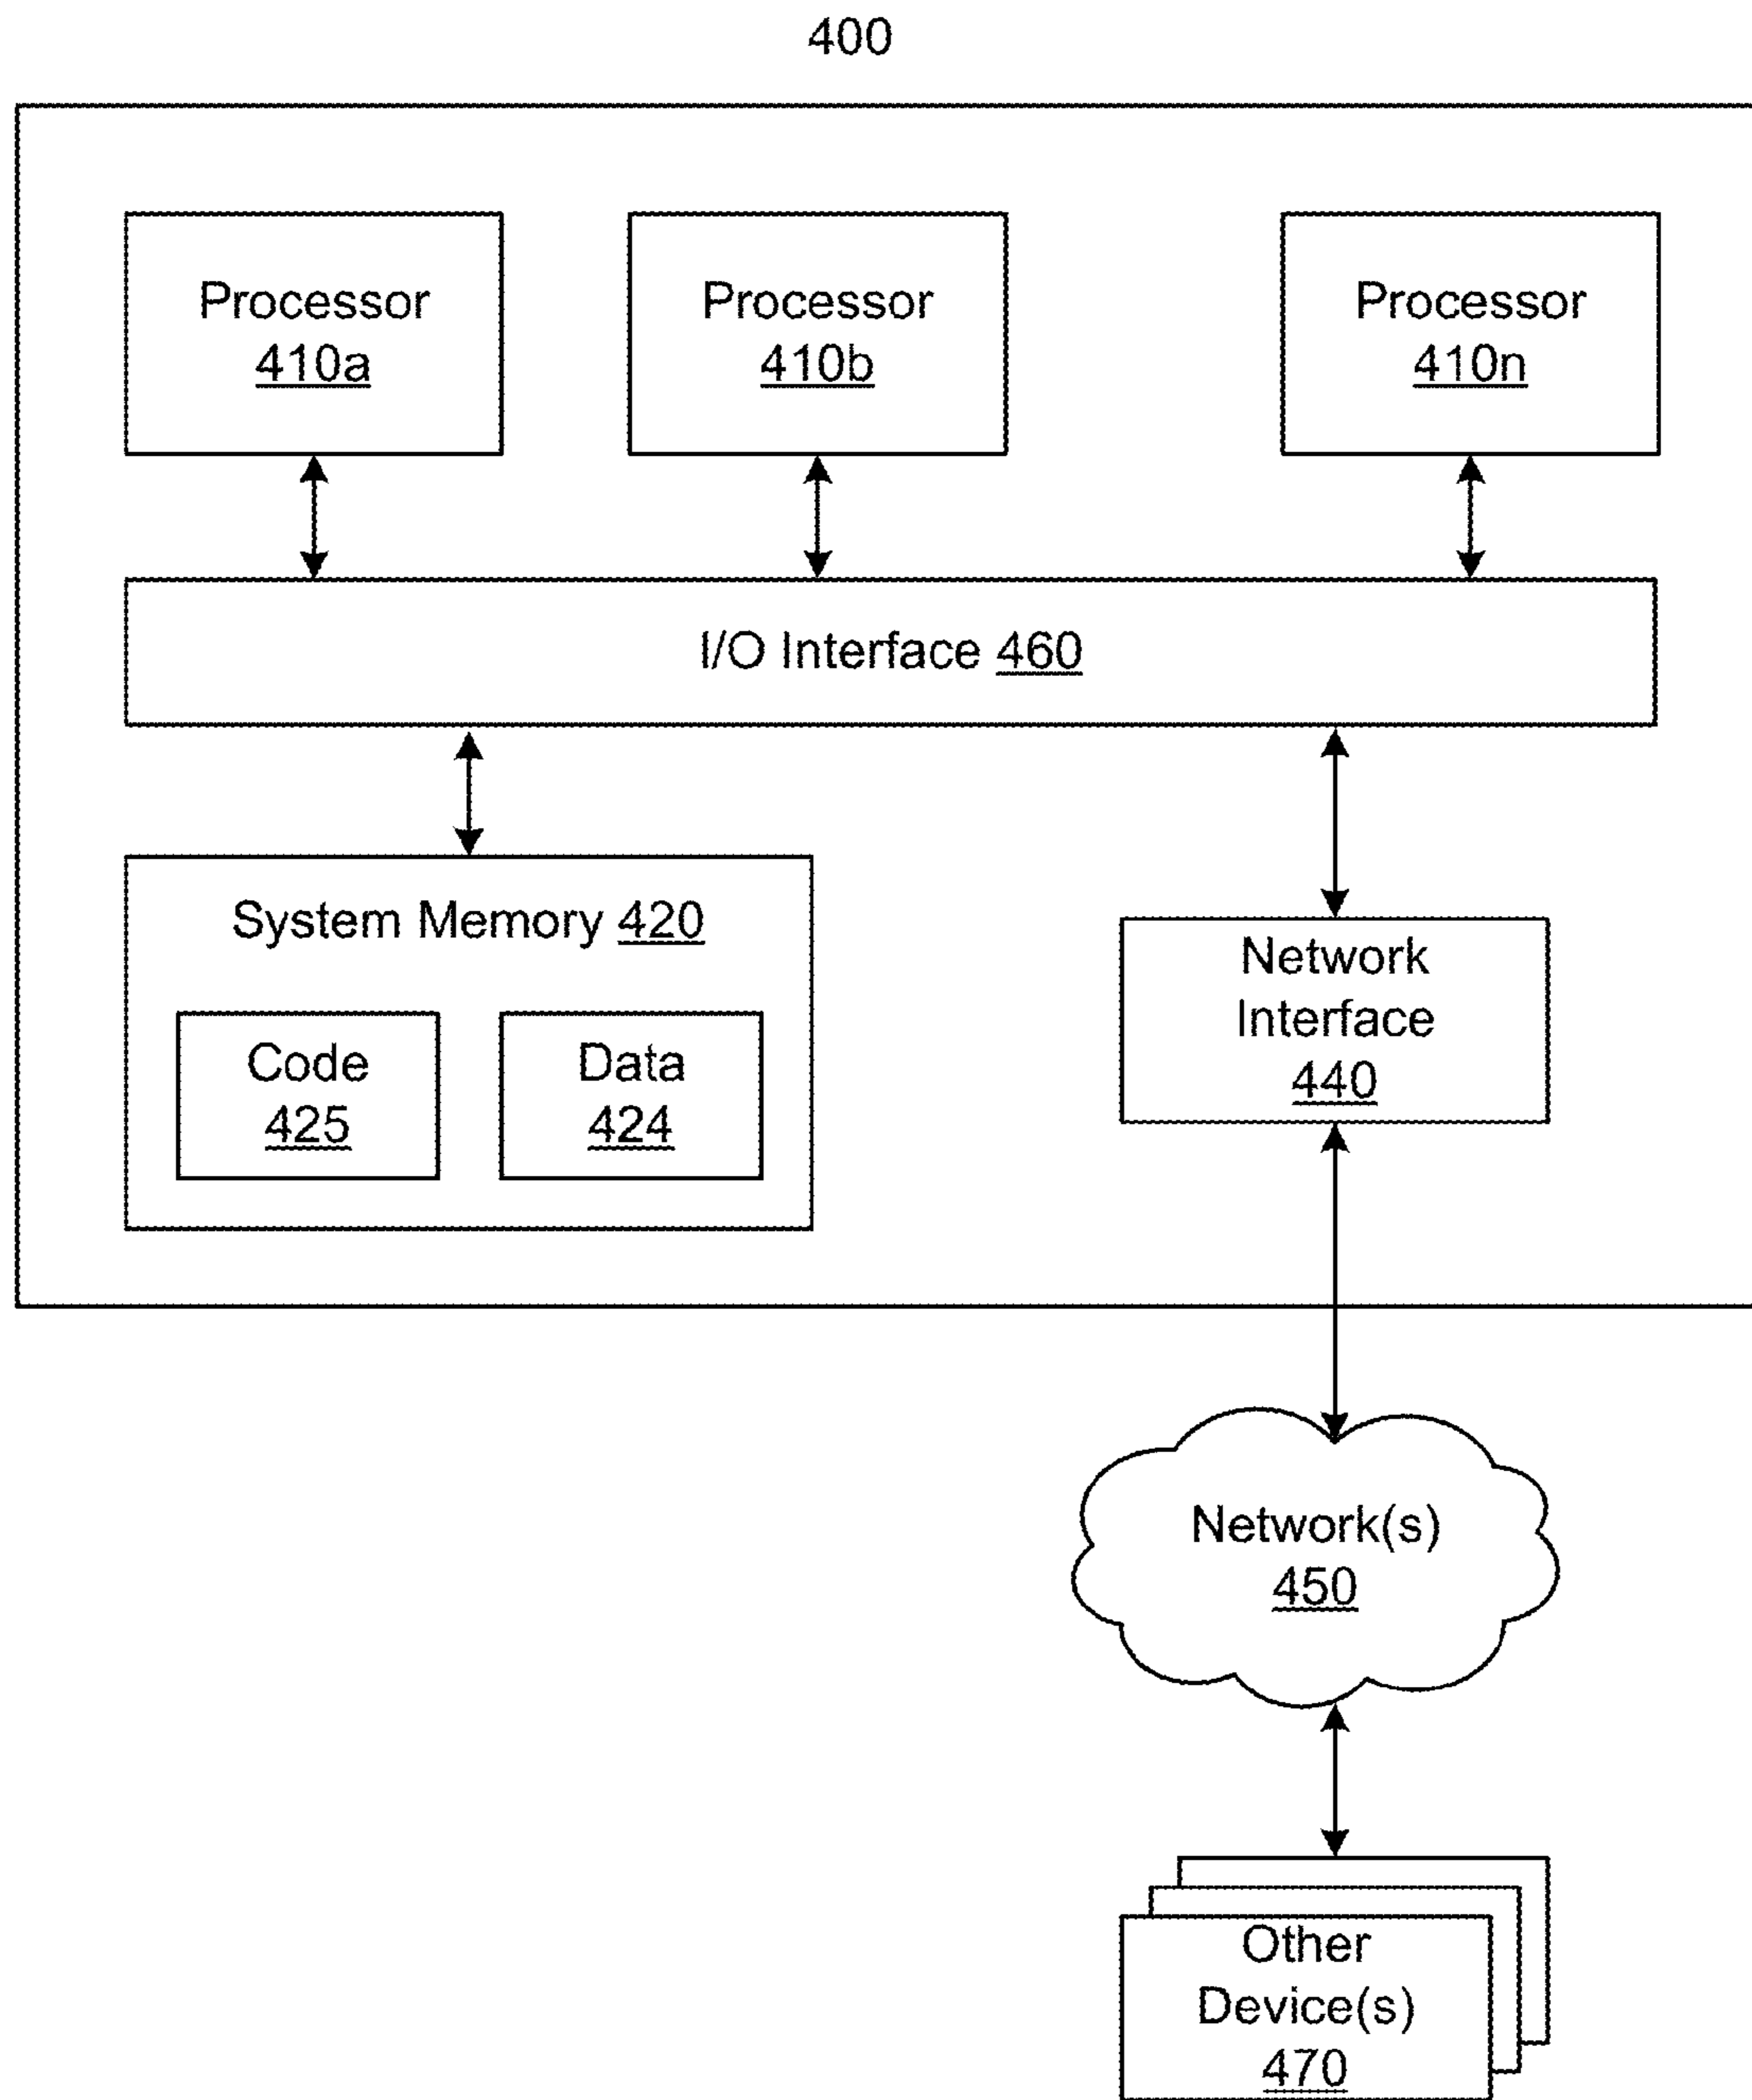 400
Processor
410a
Processor
410b
Processor
410n
I/O Interface 460
System Memory 420
Code
425
Data
424
Network
Interface
440
Network(s)
450
Other
Device(s)
470